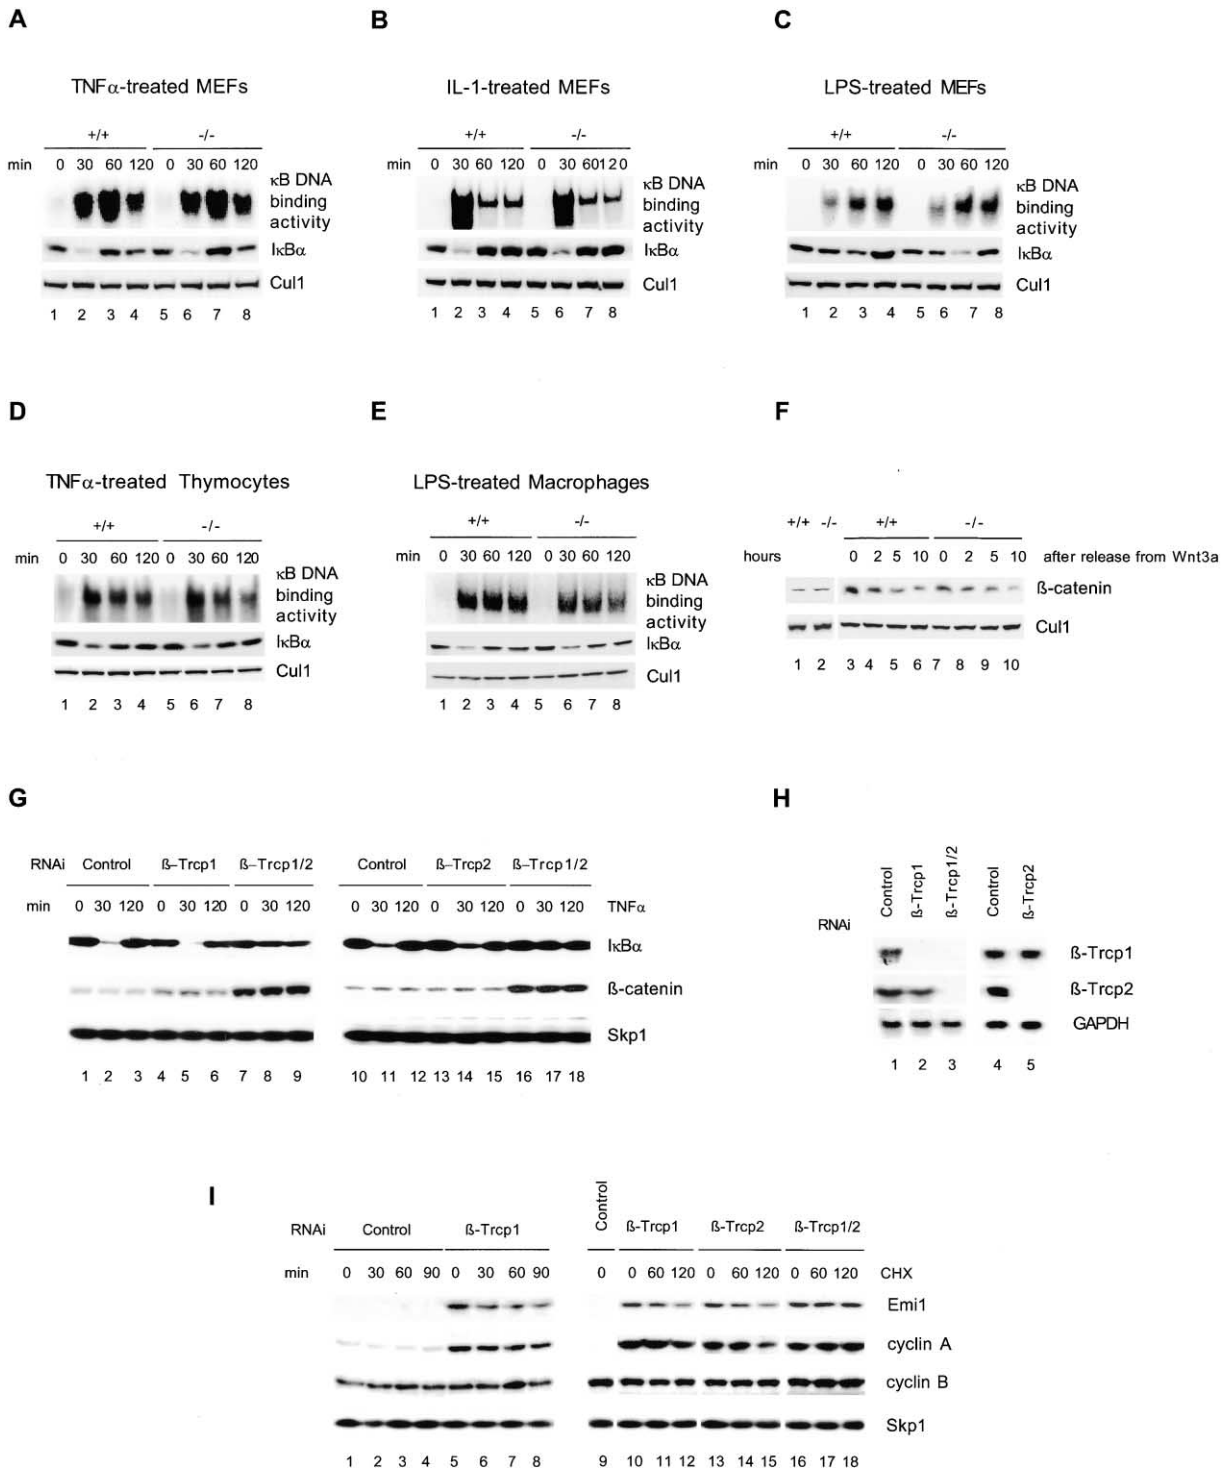 A
TNFα-treated MEFs
+/+ -/-
min 0 30 60 120 0 30 60 120
κB DNA
binding
activity
IκBα
Cul1
1 2 3 4 5 6 7 8
B
IL-1-treated MEFs
+/+ -/-
min 0 30 60 120 0 30 60 120
κB DNA
binding
activity
IκBα
Cul1
1 2 3 4 5 6 7 8
C
LPS-treated MEFs
+/+ -/-
min 0 30 60 120 0 30 60 120
κB DNA
binding
activity
IκBα
Cul1
1 2 3 4 5 6 7 8
D
TNFα-treated Thymocytes
+/+ -/-
min 0 30 60 120 0 30 60 120
κB DNA
binding
activity
IκBα
Cul1
1 2 3 4 5 6 7 8
E
LPS-treated Macrophages
+/+ -/-
min 0 30 60 120 0 30 60 120
κB DNA
binding
activity
IκBα
Cul1
1 2 3 4 5 6 7 8
F
+/+ -/- +/+ -/-
hours 0 2 5 10 0 2 5 10 after release from Wnt3a
ß-catenin
Cul1
1 2 3 4 5 6 7 8 9 10
G
RNAi Control ß–Trcp1 ß–Trcp1/2 Control ß–Trcp2 ß–Trcp1/2
min 0 30 120 0 30 120 0 30 120 0 30 120 0 30 120 0 30 120 TNFα
IκBα
ß-catenin
Skp1
1 2 3 4 5 6 7 8 9 10 11 12 13 14 15 16 17 18
H
RNAi Control ß-Trcp1 ß-Trcp1/2 Control ß-Trcp2
ß-Trcp1
ß-Trcp2
GAPDH
1 2 3 4 5
I
RNAi Control ß-Trcp1 Control ß-Trcp1 ß-Trcp2 ß-Trcp1/2
min 0 30 60 90 0 30 60 90 0 0 60 120 0 60 120 0 60 120 CHX
Emi1
cyclin A
cyclin B
Skp1
1 2 3 4 5 6 7 8 9 10 11 12 13 14 15 16 17 18